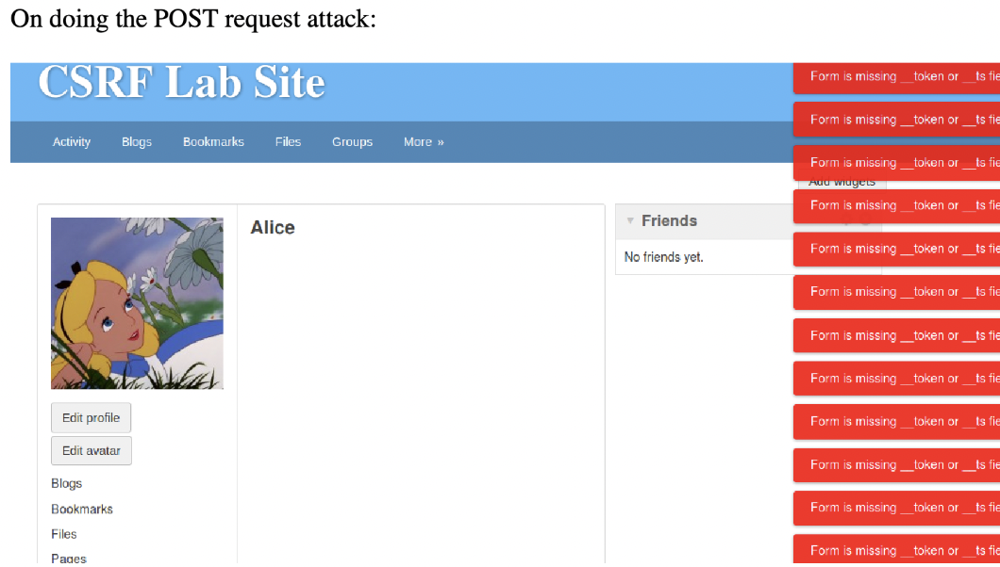 On doing the POST request attack:
CSRF Lab Site
Activity Blogs Bookmarks Files Groups More »
Add widgets
Alice
Friends
No friends yet.
Edit profile
Edit avatar
Blogs
Bookmarks
Files
Pages
Form is missing __token or __ts fie
Form is missing __token or __ts fie
Form is missing __token or __ts fie
Form is missing __token or __ts fie
Form is missing __token or __ts fie
Form is missing __token or __ts fie
Form is missing __token or __ts fie
Form is missing __token or __ts fie
Form is missing __token or __ts fie
Form is missing __token or __ts fie
Form is missing __token or __ts fie
Form is missing __token or __ts fie